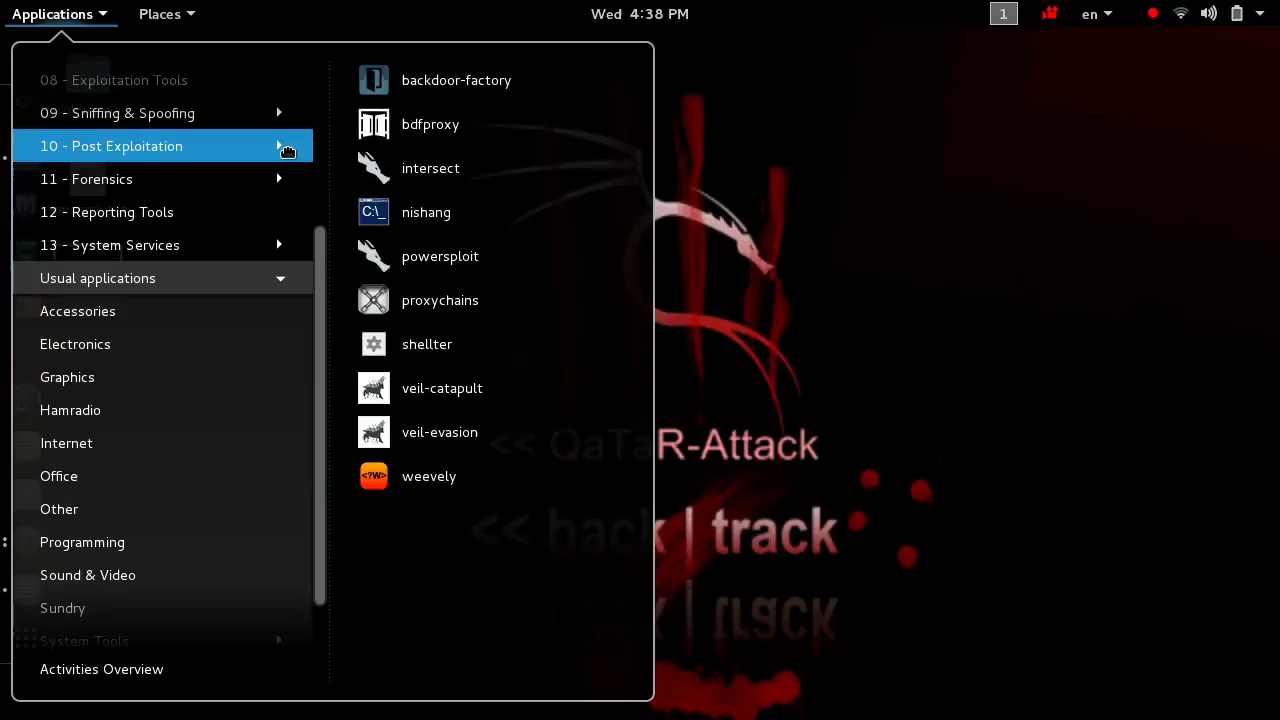 Applications Places Wed 4:38 PM 1 en
08 - Exploitation Tools
09 - Sniffing & Spoofing
10 - Post Exploitation
11 - Forensics
12 - Reporting Tools
13 - System Services
Usual applications
Accessories
Electronics
Graphics
Hamradio
Internet
Office
Other
Programming
Sound & Video
Sundry
System Tools
Activities Overview
backdoor-factory
bdfproxy
intersect
C:\_
nishang
powersploit
proxychains
shellter
veil-catapult
veil-evasion
<?W>
weevely
<< QaTaR-Attack
<< back | track